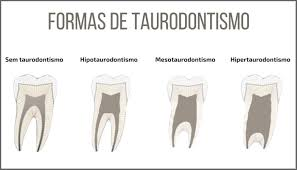 FORMAS DE TAURODONTISMO
Sem taurodontismo
Hipotaurodontismo
Mesotaurodontismo
Hipertaurodontismo